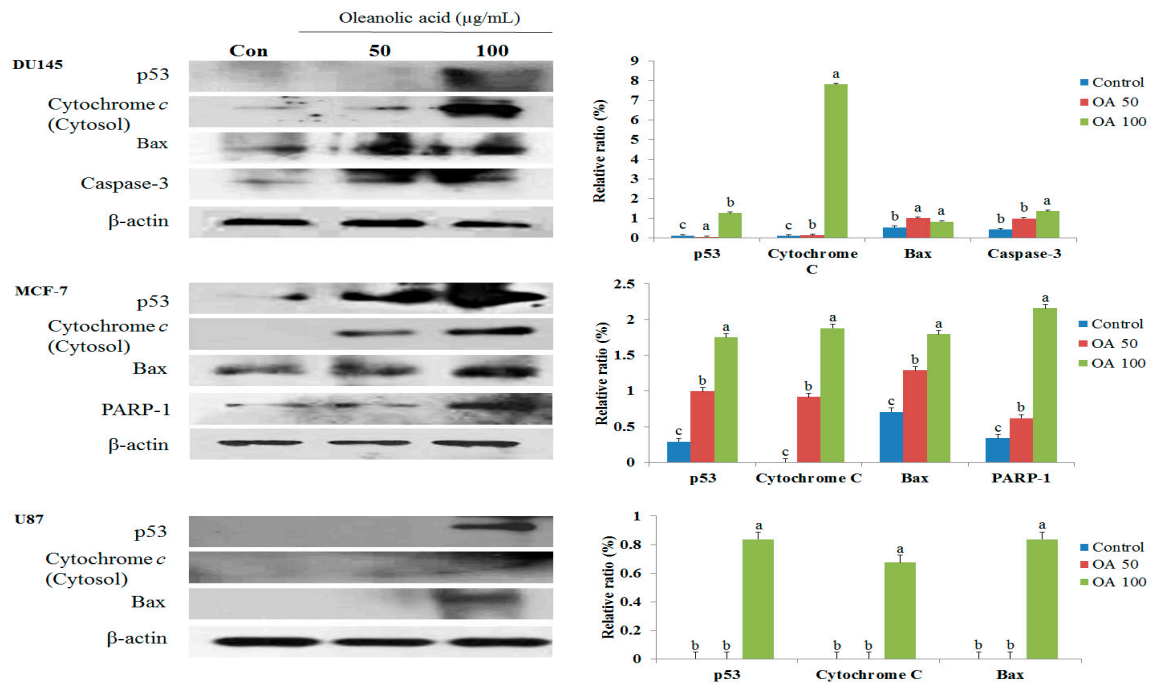 Oleanolic acid (µg/mL)
Con 50 100
DU145
p53
Cytochrome c
(Cytosol)
Bax
Caspase-3
β-actin
Relative ratio (%)
9
8
7
6
5
4
3
2
1
0
c a b
c b a
b a a
b b a
p53 Cytochrome C Bax Caspase-3
Control
OA 50
OA 100
MCF-7
p53
Cytochrome c
(Cytosol)
Bax
PARP-1
β-actin
Relative ratio (%)
2.5
2
1.5
1
0.5
0
c b a
c b a
c b a
c b a
p53 Cytochrome C Bax PARP-1
Control
OA 50
OA 100
U87
p53
Cytochrome c
(Cytosol)
Bax
β-actin
Relative ratio (%)
1
0.8
0.6
0.4
0.2
0
b b a
b b a
b b a
p53 Cytochrome C Bax
Control
OA 50
OA 100